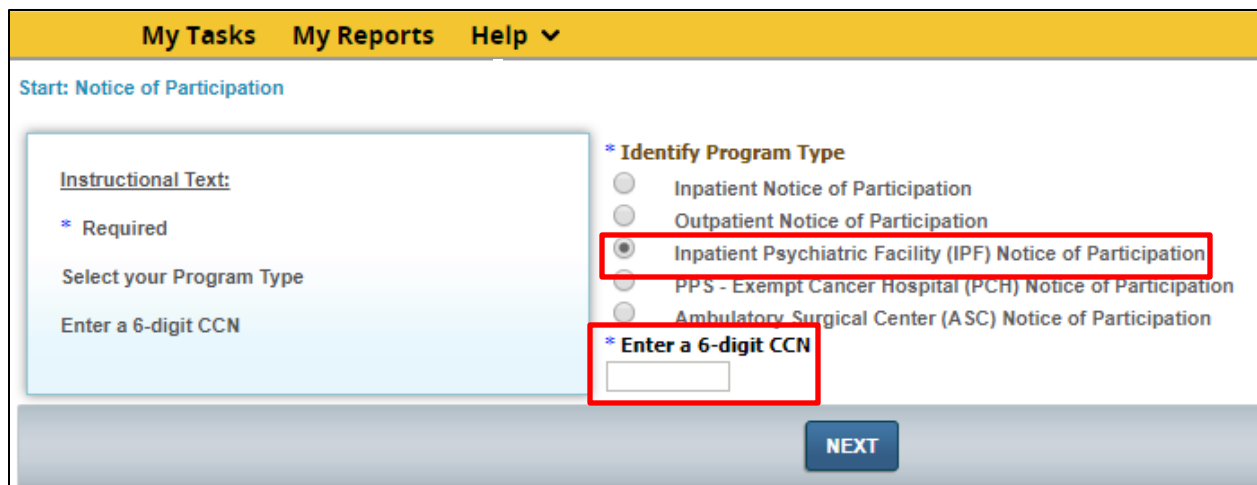 My Tasks My Reports Help
Start: Notice of Participation
Instructional Text:
* Required
Select your Program Type
Enter a 6-digit CCN
* Identify Program Type
Inpatient Notice of Participation
Outpatient Notice of Participation
Inpatient Psychiatric Facility (IPF) Notice of Participation
PPS - Exempt Cancer Hospital (PCH) Notice of Participation
Ambulatory Surgical Center (ASC) Notice of Participation
* Enter a 6-digit CCN
NEXT